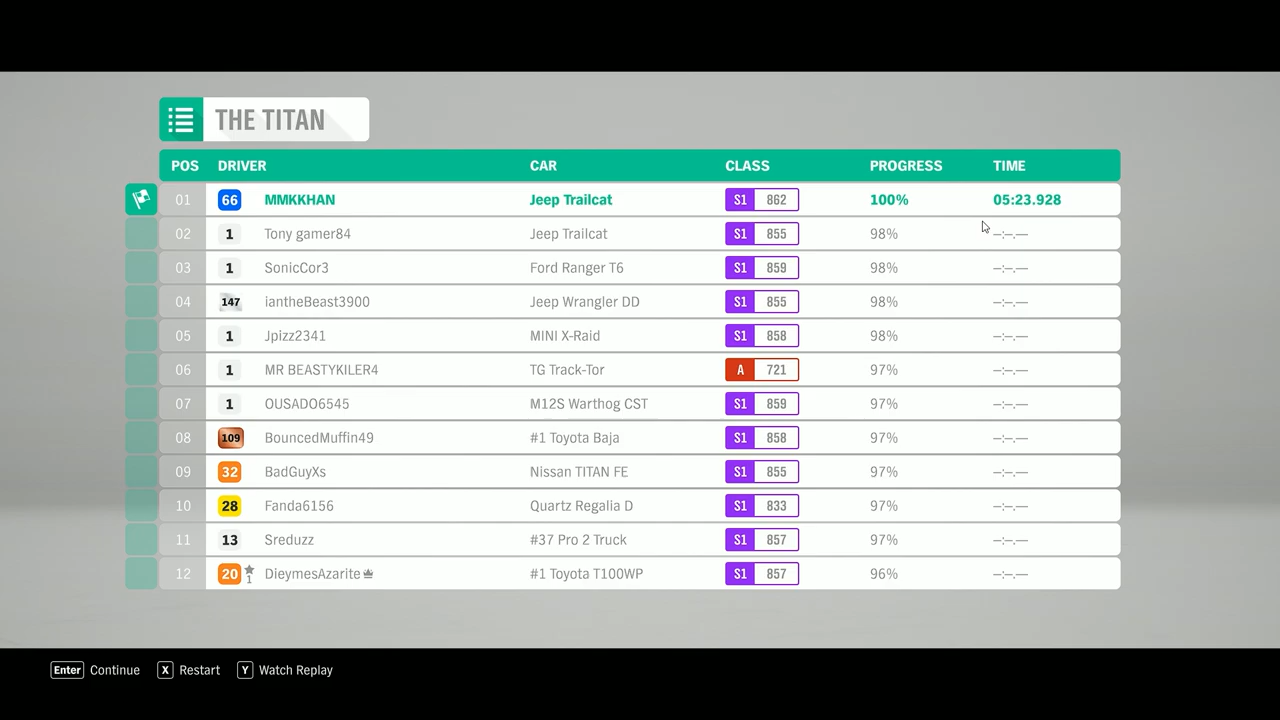 THE TITAN
POS DRIVER CAR CLASS PROGRESS TIME
01 66 MMKKHAN Jeep Trailcat S1 862 100% 05:23.928
02 1 Tony gamer84 Jeep Trailcat S1 855 98% --:--.---
03 1 SonicCor3 Ford Ranger T6 S1 859 98% --:--.---
04 147 iantheBeast3900 Jeep Wrangler DD S1 855 98% --:--.---
05 1 Jpizz2341 MINI X-Raid S1 858 98% --:--.---
06 1 MR BEASTYKILER4 TG Track-Tor A 721 97% --:--.---
07 1 OUSADO6545 M12S Warthog CST S1 859 97% --:--.---
08 109 BouncedMuffin49 #1 Toyota Baja S1 858 97% --:--.---
09 32 BadGuyXs Nissan TITAN FE S1 855 97% --:--.---
10 28 Fanda6156 Quartz Regalia D S1 833 97% --:--.---
11 13 Sreduzz #37 Pro 2 Truck S1 857 97% --:--.---
12 20 1 DieymesAzarite #1 Toyota T100WP S1 857 96% --:--.---
Enter Continue X Restart Y Watch Replay